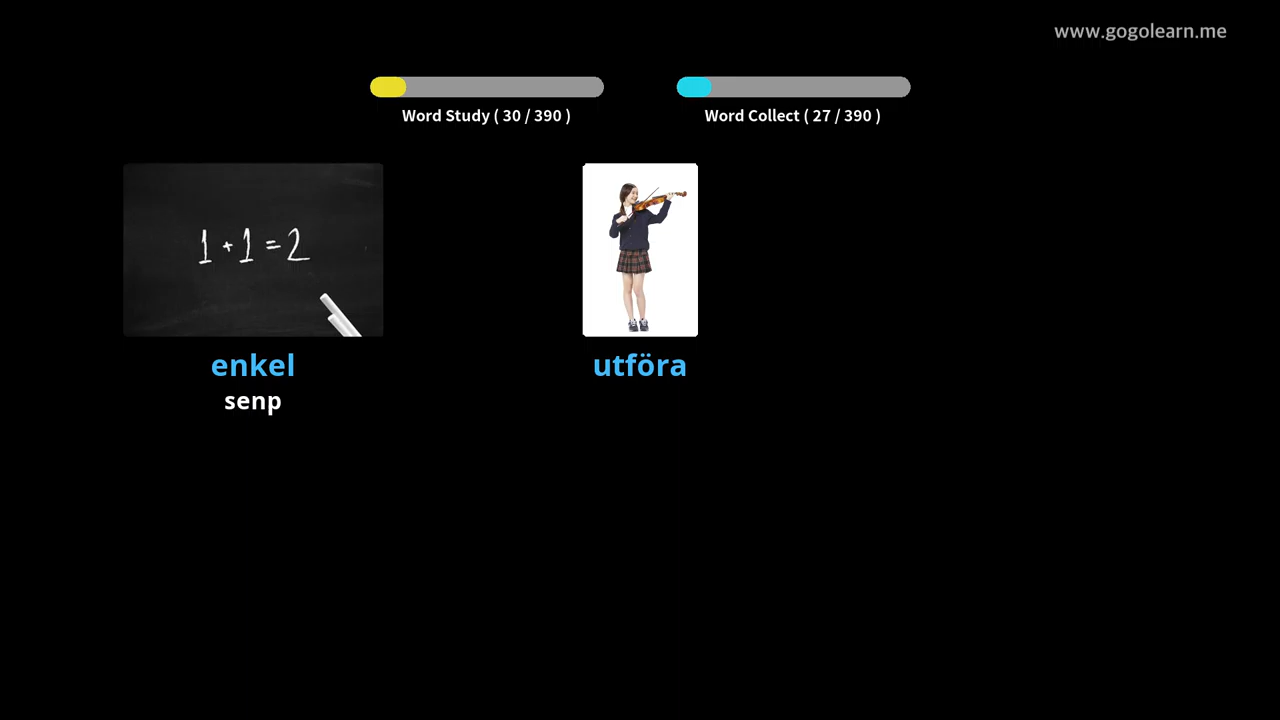 www.gogolearn.me
Word Study ( 30 / 390 )
Word Collect ( 27 / 390 )
1 + 1 = 2
enkel
senp
utföra